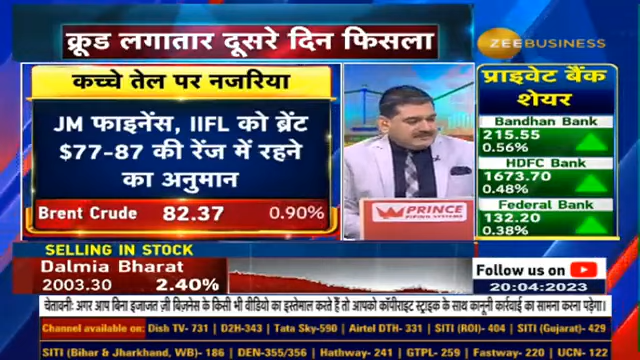 क्रूड लगातार दूसरे दिन फिसला
ZEEBUSINESS
कच्चे तेल पर नजरिया
JM फाइनेंस, IIFL को ब्रेंट
$77-87 की रेंज में रहने
का अनुमान
Brent Crude 82.37 0.90%
PRINCE
PIPING SYSTEMS
प्राइवेट बैंक
शेयर
Bandhan Bank
215.55
0.56%
HDFC Bank
1673.70
0.48%
Federal Bank
132.20
0.38%
SELLING IN STOCK
Dalmia Bharat
2003.30 2.40%
Follow us on
20:04:2023
चेतावनी: अगर आप बिना इजाजत ज़ी बिज़नेस के किसी भी वीडियो का इस्तेमाल करते हैं तो आपको कॉपीराइट स्ट्राइक के साथ कानूनी कार्रवाई का सामना करना पड़ेगा।
Channel available on: Dish TV- 731 | D2H-343 | Tata Sky-590 | Airtel DTH- 331 | SITI (ROI) - 404 | SITI (Gujarat)- 429
SITI (Bihar & Jharkhand, WB)- 186 | DEN-355/356 | Hathway- 241 | GTPL- 259 | Fastway- 220 | UCN- 122